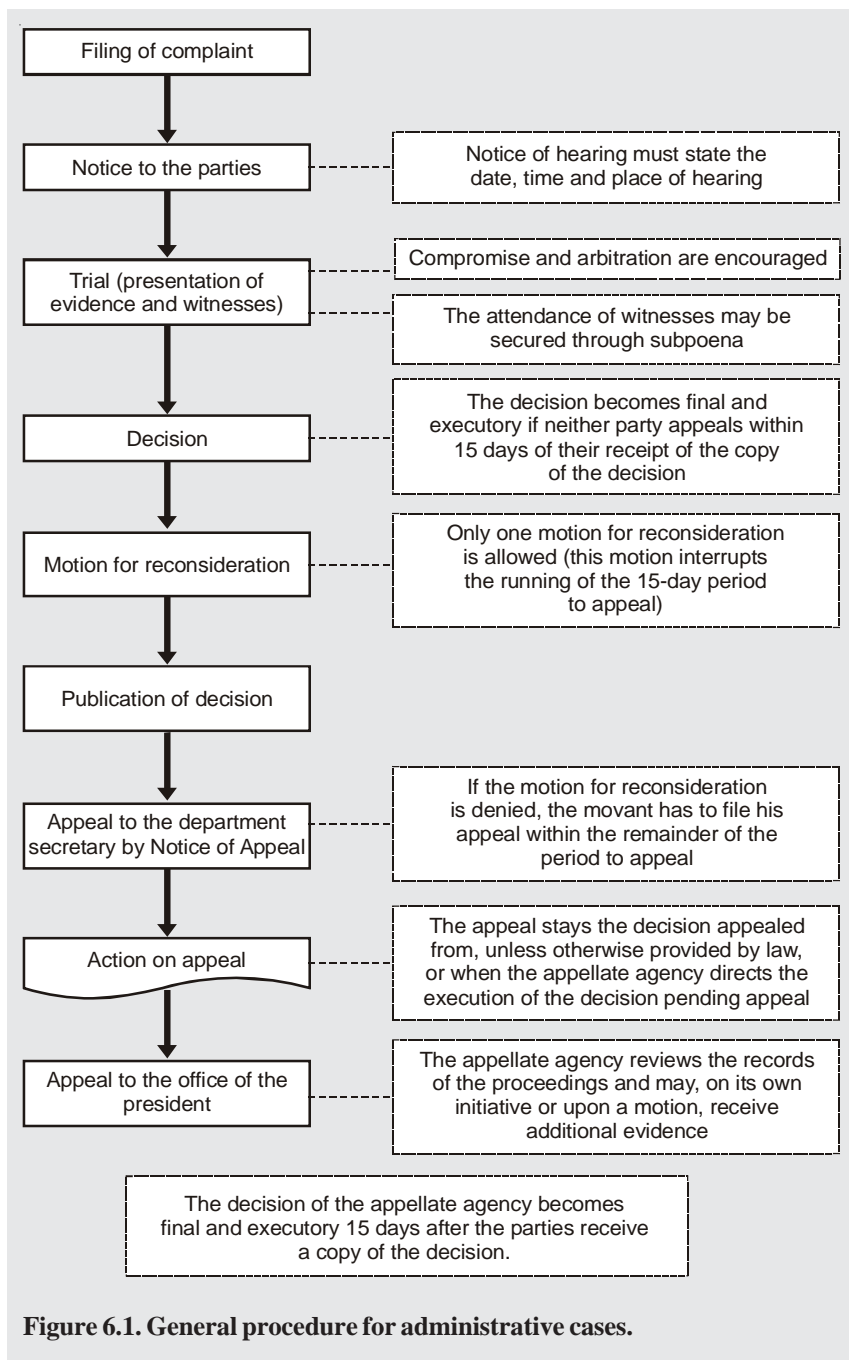 Filing of complaint
Notice to the parties
Notice of hearing must state the
date, time and place of hearing
Trial (presentation of
evidence and witnesses)
Compromise and arbitration are encouraged
The attendance of witnesses may be
secured through subpoena
Decision
The decision becomes final and
executory if neither party appeals within
15 days of their receipt of the copy
of the decision
Motion for reconsideration
Only one motion for reconsideration
is allowed (this motion interrupts
the running of the 15-day period
to appeal)
Publication of decision
Appeal to the department
secretary by Notice of Appeal
If the motion for reconsideration
is denied, the movant has to file his
appeal within the remainder of the
period to appeal
Action on appeal
The appeal stays the decision appealed
from, unless otherwise provided by law,
or when the appellate agency directs the
execution of the decision pending appeal
Appeal to the office of the
president
The appellate agency reviews the records
of the proceedings and may, on its own
initiative or upon a motion, receive
additional evidence
The decision of the appellate agency becomes
final and executory 15 days after the parties receive
a copy of the decision.
Figure 6.1. General procedure for administrative cases.